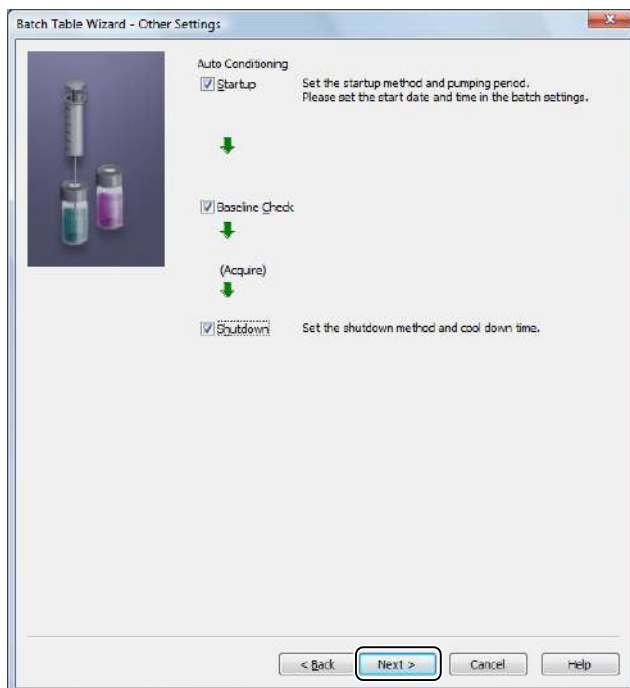 Batch Table Wizard - Other Settings
Auto Conditioning
Startup
Set the startup method and pumping period.
Please set the start date and time in the batch settings.
Baseline Check
(Acquire)
Shutdown
Set the shutdown method and cool down time.
< Back
Next >
Cancel
Help